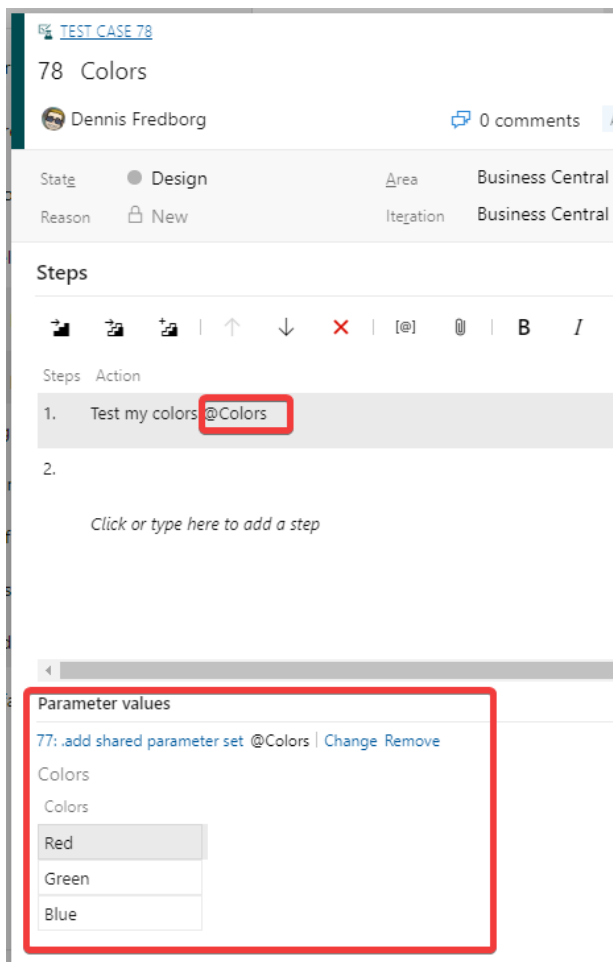 TEST CASE 78
78 Colors
Dennis Fredborg
0 comments
State Design Area Business Central
Reason New Iteration Business Central
Steps
[@] B I
Steps Action
1. Test my colors @Colors
2.
Click or type here to add a step
Parameter values
77: .add shared parameter set @Colors | Change Remove
Colors
Colors
Red
Green
Blue